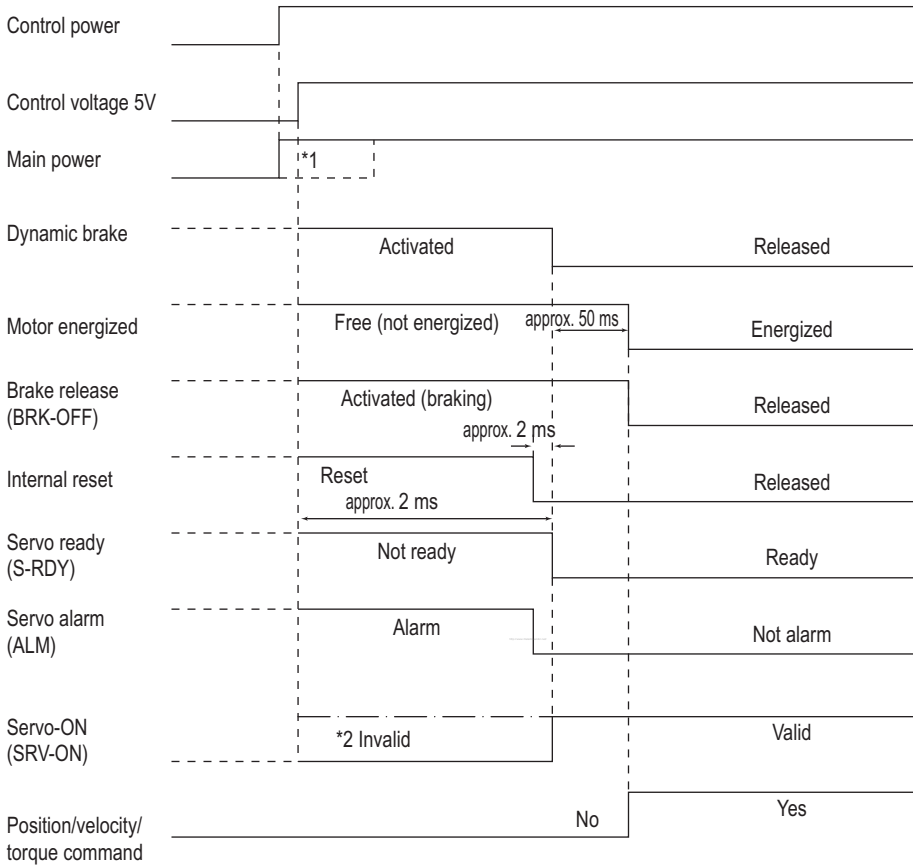 Control power
Control voltage 5V
Main power
*1
Dynamic brake
Activated
Released
Motor energized
Free (not energized)
approx. 50 ms
Energized
Brake release
(BRK-OFF)
Activated (braking)
Released
approx. 2 ms
Internal reset
Reset
Released
approx. 2 ms
Servo ready
(S-RDY)
Not ready
Ready
Servo alarm
(ALM)
Alarm
Not alarm
Servo-ON
(SRV-ON)
*2 Invalid
Valid
Position/velocity/
torque command
No
Yes